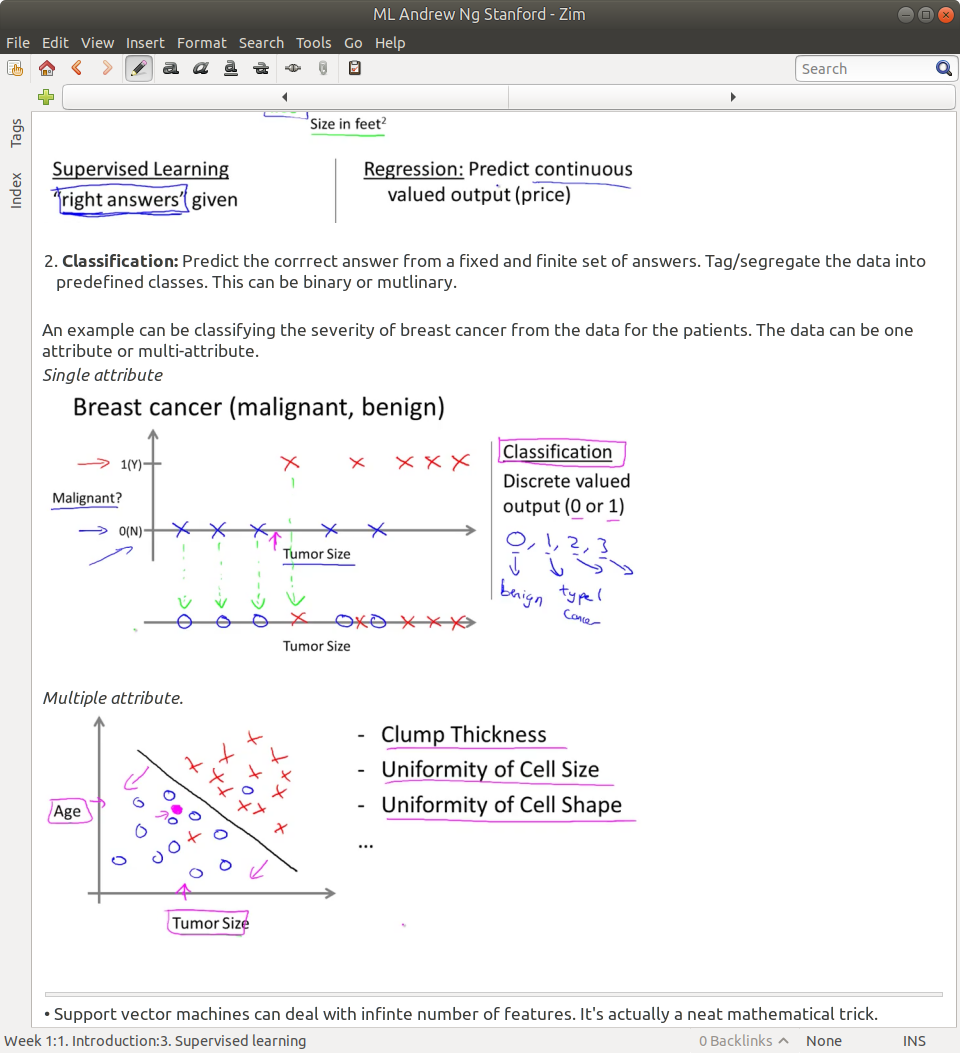 ML Andrew Ng Stanford - Zim
File Edit View Insert Format Search Tools Go Help
a a a a Search
Tags
Index
Size in feet²
Supervised Learning
"right answers" given
Regression: Predict continuous
valued output (price)
2. Classification: Predict the corrrect answer from a fixed and finite set of answers. Tag/segregate the data into
predefined classes. This can be binary or mutlinary.
An example can be classifying the severity of breast cancer from the data for the patients. The data can be one
attribute or multi-attribute.
Single attribute
Breast cancer (malignant, benign)
1(Y)
Malignant?
0(N)
Tumor Size
Tumor Size
Classification
Discrete valued
output (0 or 1)
0, 1, 2, 3
benign type 1
cancer
Multiple attribute.
Age
Tumor Size
- Clump Thickness
- Uniformity of Cell Size
- Uniformity of Cell Shape
...
• Support vector machines can deal with infinte number of features. It's actually a neat mathematical trick.
Week 1:1. Introduction:3. Supervised learning 0 Backlinks None INS